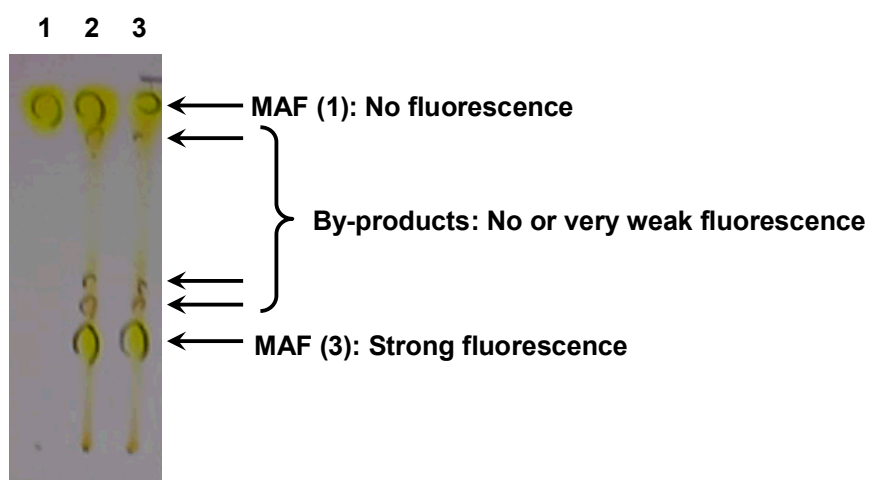 1 2 3
MAF (1): No fluorescence
By-products: No or very weak fluorescence
MAF (3): Strong fluorescence